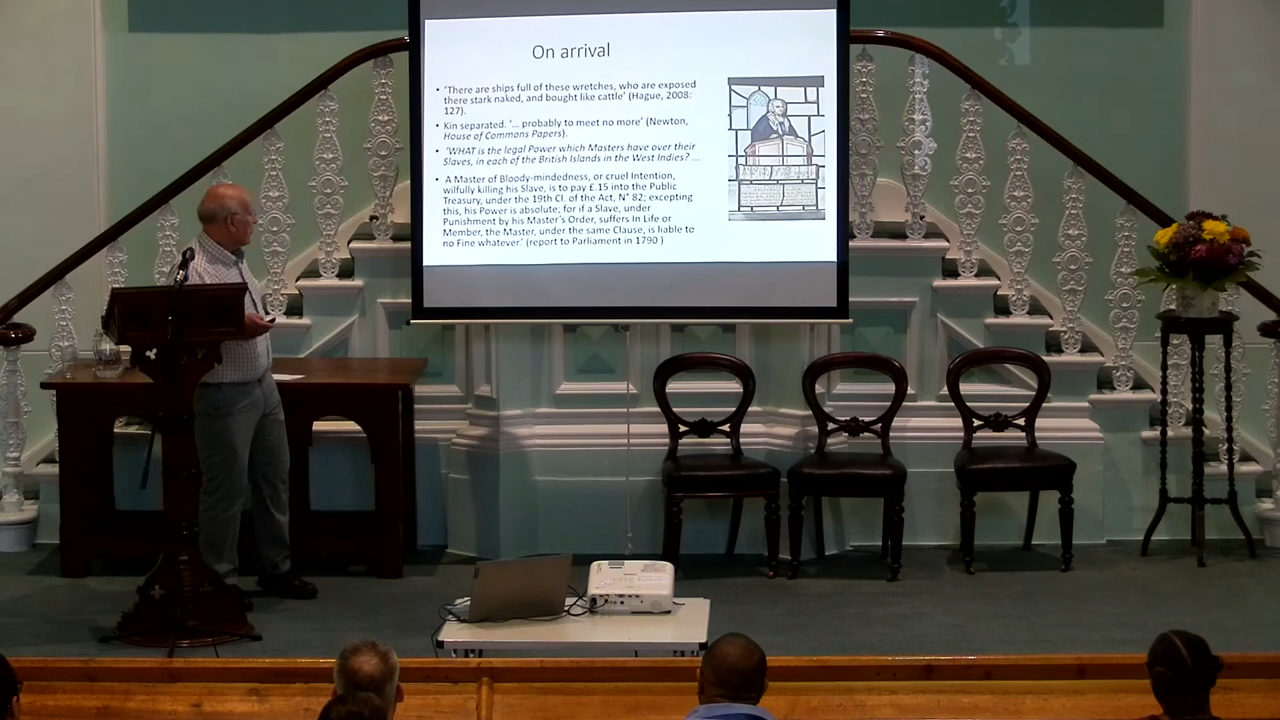 On arrival
• ‘There are ships full of these wretches, who are exposed
there stark naked, and bought like cattle’ (Hague, 2008:
127).
• Kin separated. ‘… probably to meet no more’ (Newton,
House of Commons Papers).
• ‘WHAT is the legal Power which Masters have over their
Slaves, in each of the British Islands in the West Indies? …
• A Master of Bloody-mindedness, or cruel Intention,
wilfully killing his Slave, is to pay £.15 into the Public
Treasury, under the 19th Cl. of the Act, N° 82; excepting
this, his Power is absolute; for if a Slave, under
Punishment by his Master's Order, suffers In Life or
Member, the Master, under the same Clause, is liable to
no Fine whatever.’ (report to Parliament in 1790 )